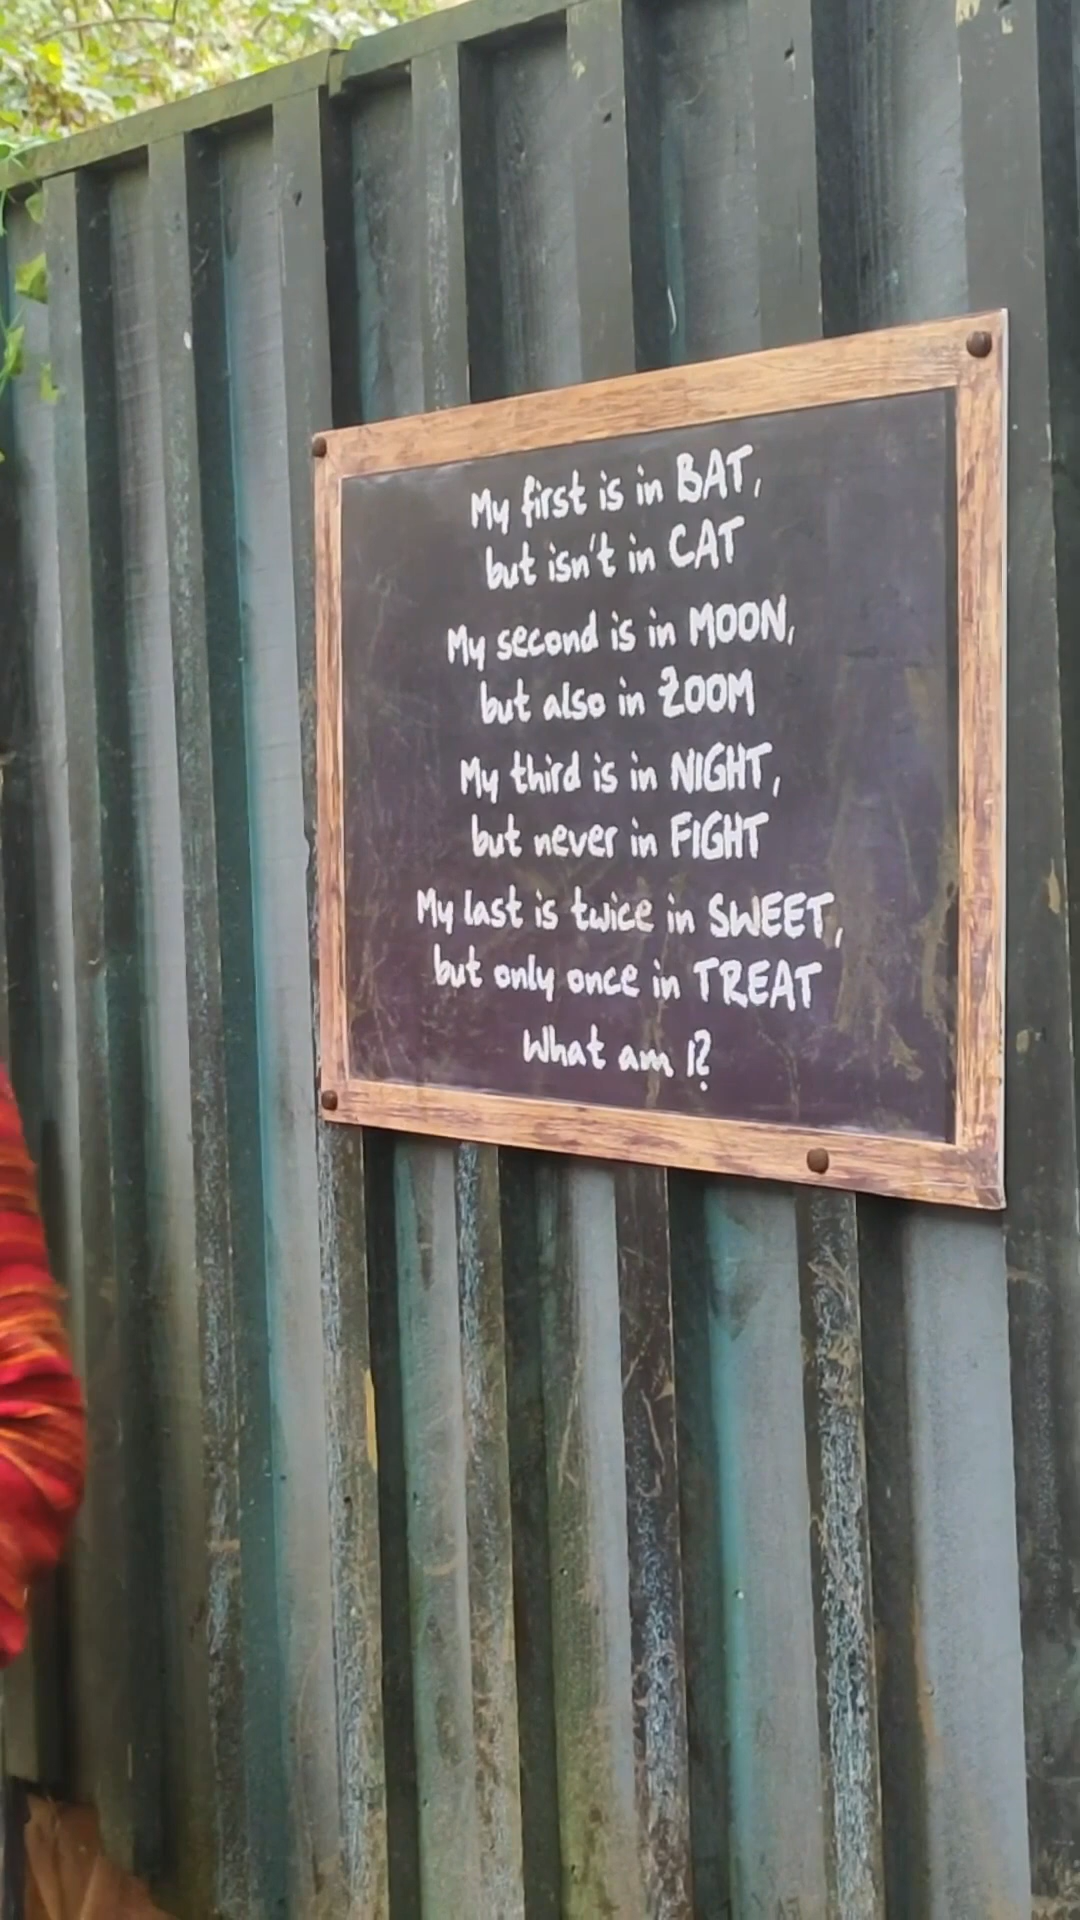 My first is in BAT,
but isn't in CAT
My second is in MOON,
but also in ZOOM
My third is in NIGHT,
but never in FIGHT
My last is twice in SWEET,
but only once in TREAT
What am I?